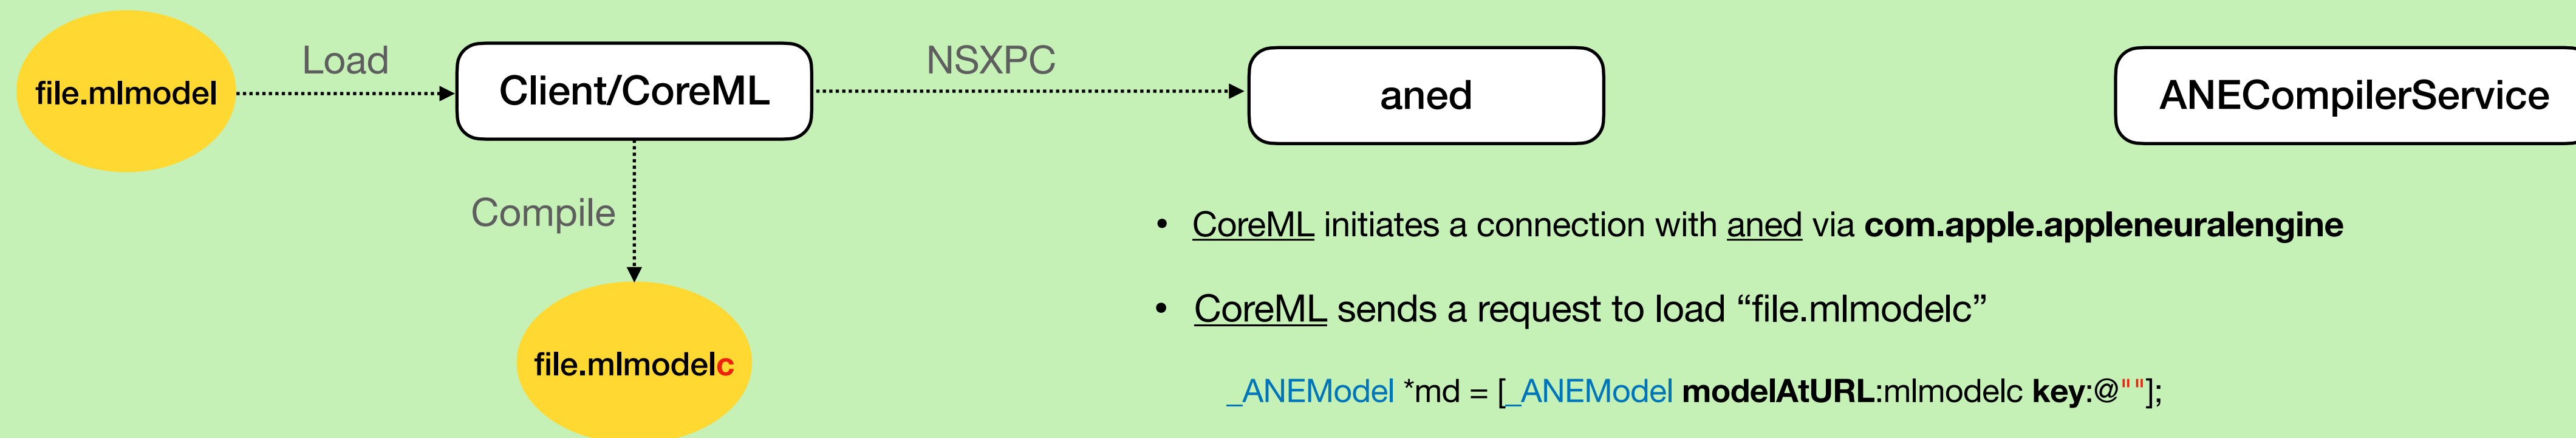 file.mlmodel
Load
Client/CoreML
NSXPC
aned
ANECompilerService
Compile
file.mlmodelc
• CoreML initiates a connection with aned via com.apple.appleneuralengine
• CoreML sends a request to load “file.mlmodelc”
_ANEModel *md = [_ANEModel modelAtURL:mlmodelc key:@""];